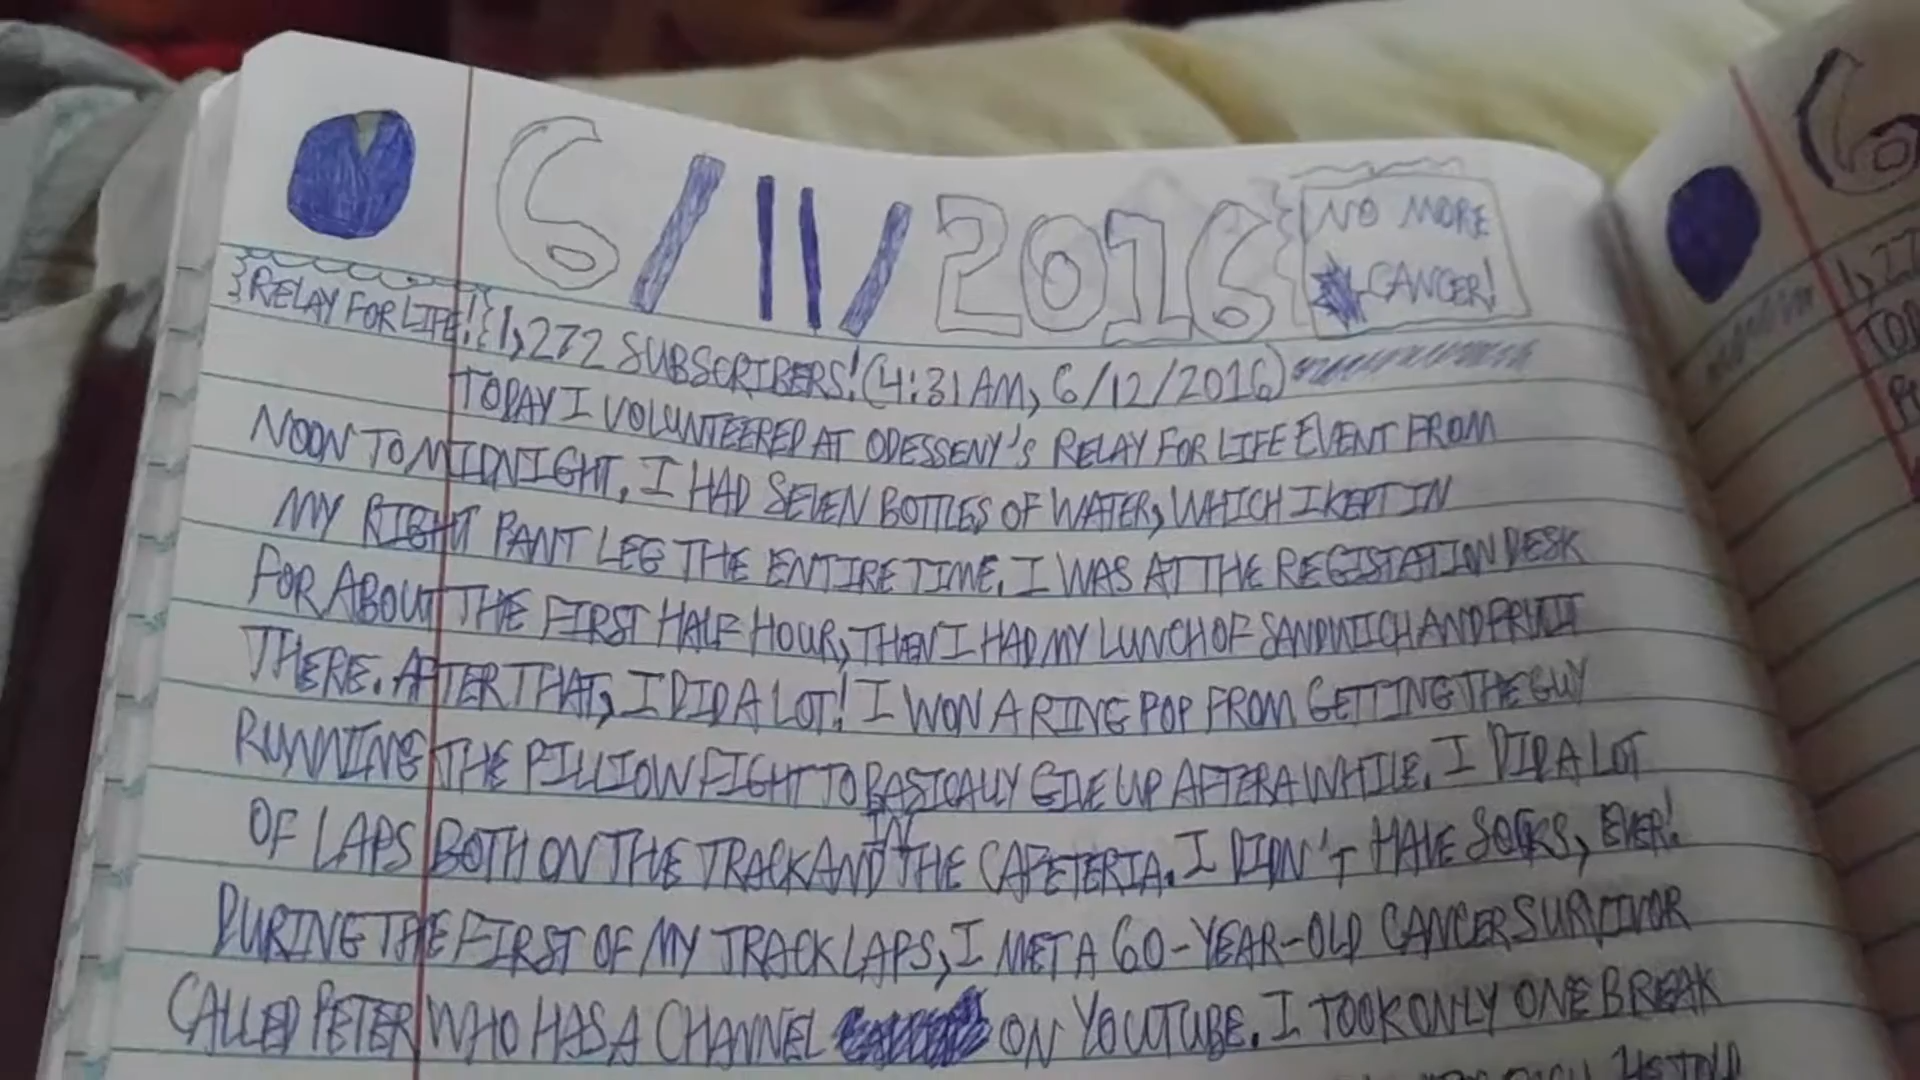 6/11/2016
NO MORE
CANCER!
RELAY FOR LIFE! 1,272 SUBSCRIBERS! (4:31 AM, 6/12/2016)
TODAY I VOLUNTEERED AT ODESSENY'S RELAY FOR LIFE EVENT FROM
NOON TO MIDNIGHT. I HAD SEVEN BOTTLES OF WATER, WHICH I KEPT IN
MY RIGHT PANT LEG THE ENTIRE TIME. I WAS AT THE REGISTATION DESK
FOR ABOUT THE FIRST HALF HOUR, THEN I HAD MY LUNCH OF SANDWICH AND FRUIT
THERE. AFTER THAT, I DID A LOT! I WON A RING POP FROM GETTING THE GUY
RUNNING THE PILLIOW FIGHT TO BASICALLY GIVE UP AFTER A WHILE. I DID A LOT
OF LAPS BOTH ON THE TRACK AND IN THE CAFETERIA. I DIDN'T HAVE SOCKS, EVER!
DURING THE FIRST OF MY TRACK LAPS, I MET A 60-YEAR-OLD CANCER SURVIVOR
CALLED PETER WHO HAS A CHANNEL ON YOUTUBE. I TOOK ONLY ONE BREAK
6
1,27
TOD